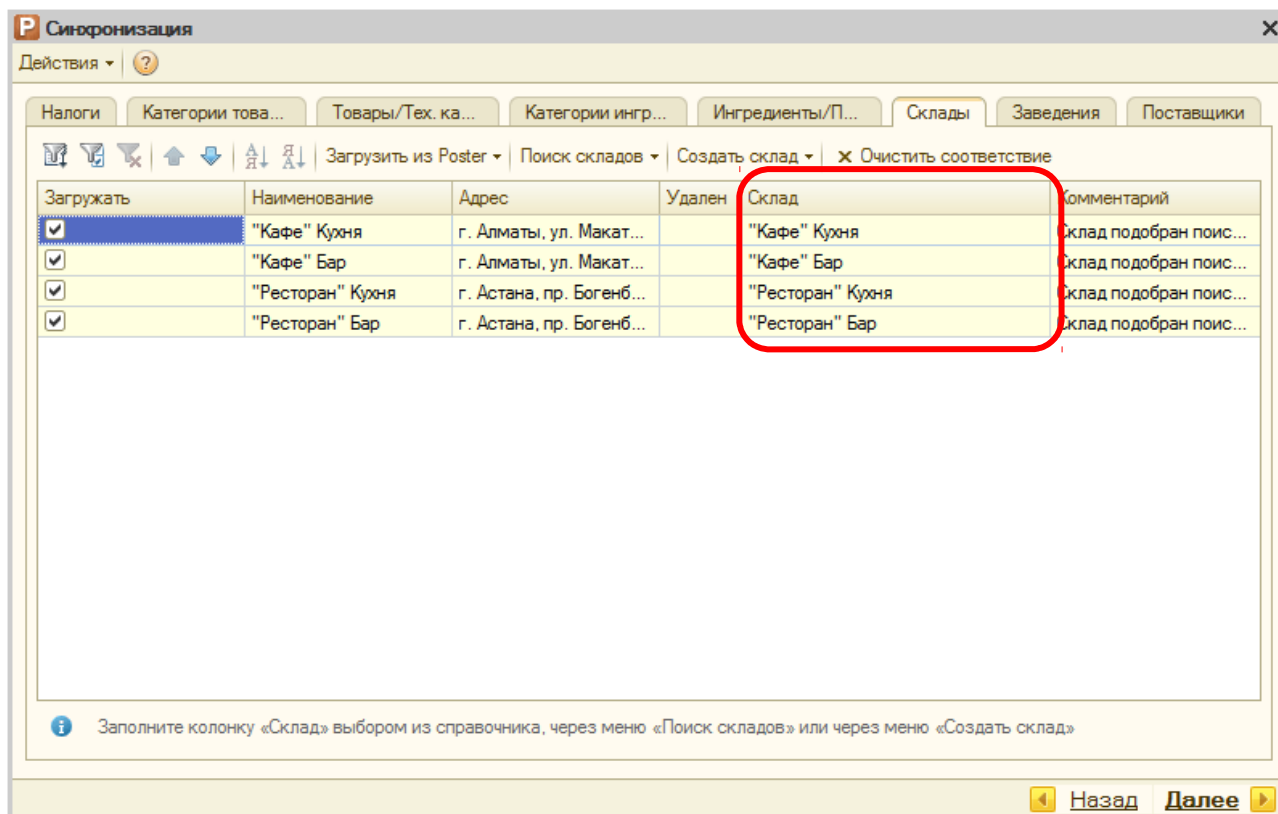 Синхронизация
Действия
Налоги Категории това... Товары/Тех. ка... Категории ингр... Ингредиенты/П... Склады Заведения Поставщики
Загрузить из Poster Поиск складов Создать склад Очистить соответствие
Загружать Наименование Адрес Удален Склад Комментарий
"Кафе" Кухня г. Алматы, ул. Макат... "Кафе" Кухня Склад подобран поис...
"Кафе" Бар г. Алматы, ул. Макат... "Кафе" Бар Склад подобран поис...
"Ресторан" Кухня г. Астана, пр. Богенб... "Ресторан" Кухня Склад подобран поис...
"Ресторан" Бар г. Астана, пр. Богенб... "Ресторан" Бар Склад подобран поис...
Заполните колонку «Склад» выбором из справочника, через меню «Поиск складов» или через меню «Создать склад»
Назад Далее